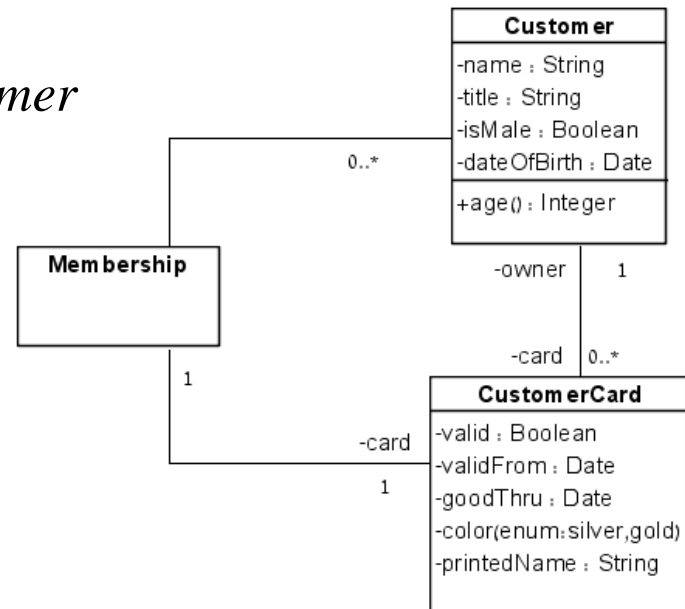 mer
Customer
-name : String
-title : String
-isMale : Boolean
-dateOfBirth : Date
+age() : Integer
0..*
Membership
-owner 1
-card 0..*
1
CustomerCard
-card
1
-valid : Boolean
-validFrom : Date
-goodThru : Date
-color(enum:silver,gold)
-printedName : String